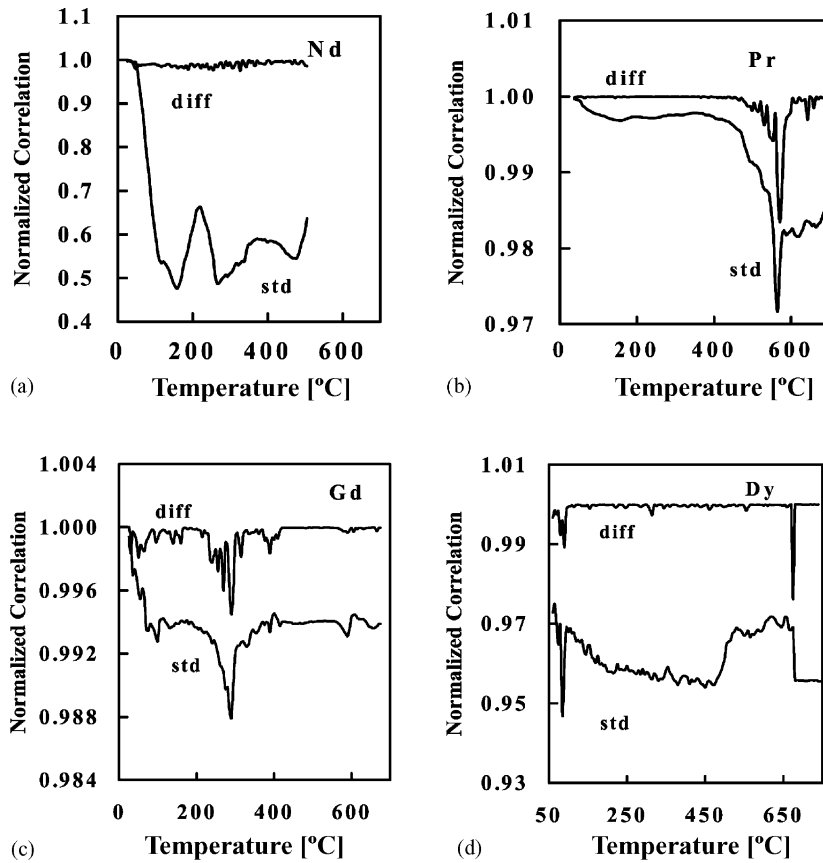 1.1
1.0
0.9
0.8
0.7
0.6
0.5
0.4
Normalized Correlation
Nd
diff
std
0 200 400 600
Temperature [ºC]
(a)
1.01
1.00
0.99
0.98
0.97
Normalized Correlation
Pr
diff
std
0 200 400 600
Temperature [ºC]
(b)
1.004
1.000
0.996
0.992
0.988
0.984
Normalized Correlation
Gd
diff
std
0 200 400 600
Temperature [ºC]
(c)
1.01
0.99
0.97
0.95
0.93
Normalized Correlation
Dy
diff
std
50 250 450 650
Temperature [ºC]
(d)